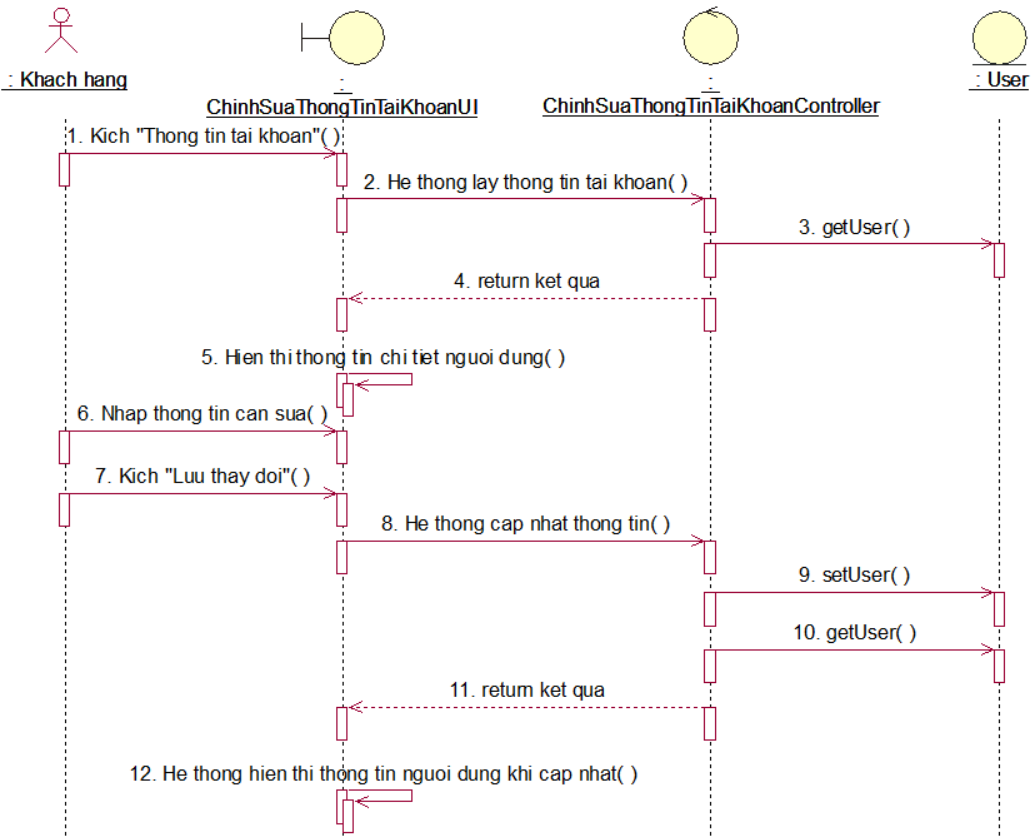 : Khach hang
:
ChinhSuaThongTinTaiKhoanUI
:
ChinhSuaThongTinTaiKhoanController
: User
1. Kich "Thong tin tai khoan"( )
2. He thong lay thong tin tai khoan( )
3. getUser( )
4. return ket qua
5. Hien thi thong tin chi tiet nguoi dung( )
6. Nhap thong tin can sua( )
7. Kich "Luu thay doi"( )
8. He thong cap nhat thong tin( )
9. setUser( )
10. getUser( )
11. return ket qua
12. He thong hien thi thong tin nguoi dung khi cap nhat( )